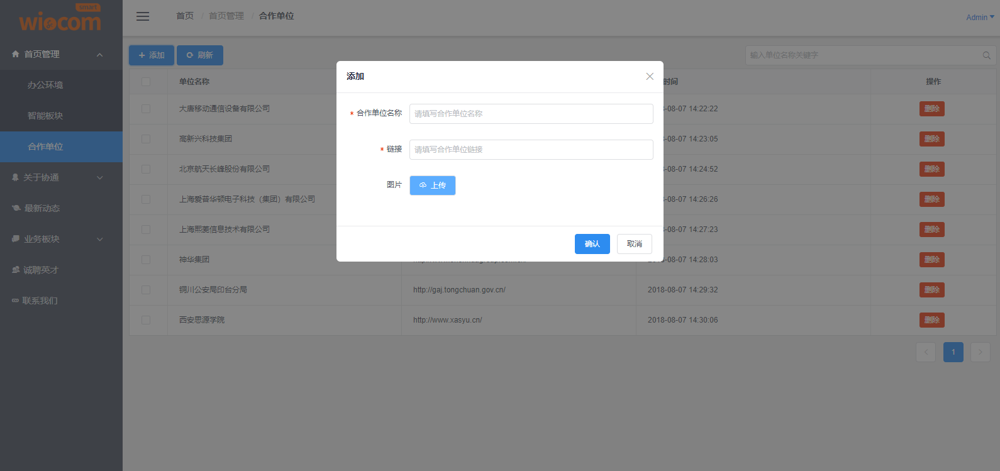 smart
wiocom
首页 / 首页管理 / 合作单位
Admin
首页管理
办公环境
智能板块
合作单位
关于协通
最新动态
业务板块
诚聘英才
联系我们
+ 添加
刷新
输入单位名称关键字
单位名称
时间
操作
大唐移动通信设备有限公司
-08-07 14:22:22
删除
高新兴科技集团
-08-07 14:23:05
删除
北京航天长峰股份有限公司
-08-07 14:24:52
删除
上海爱普华顿电子科技（集团）有限公司
-08-07 14:26:26
删除
上海熙菱信息技术有限公司
-08-07 14:27:23
删除
神华集团
-08-07 14:28:03
删除
铜川公安局印台分局
http://gaj.tongchuan.gov.cn/
2018-08-07 14:29:32
删除
西安思源学院
http://www.xasyu.cn/
2018-08-07 14:30:06
删除
< 1 >
添加
* 合作单位名称
请填写合作单位名称
* 链接
请填写合作单位链接
图片
上传
确认
取消